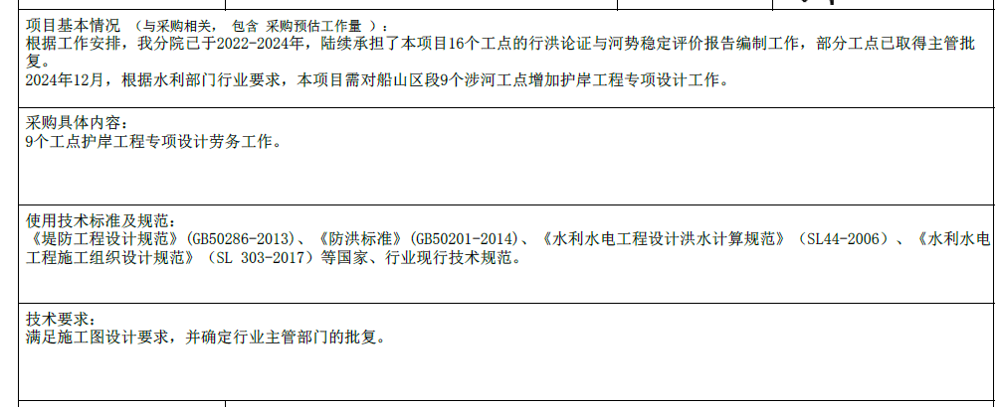 项目基本情况 （与采购相关， 包含 采购预估工作量 ）：
根据工作安排，我分院已于2022-2024年，陆续承担了本项目16个工点的行洪论证与河势稳定评价报告编制工作，部分工点已取得主管批
复。
2024年12月，根据水利部门行业要求，本项目需对船山区段9个涉河工点增加护岸工程专项设计工作。
采购具体内容：
9个工点护岸工程专项设计劳务工作。
使用技术标准及规范：
《堤防工程设计规范》(GB50286-2013)、《防洪标准》(GB50201-2014)、《水利水电工程设计洪水计算规范》（SL44-2006）、《水利水电
工程施工组织设计规范》（SL 303-2017）等国家、行业现行技术规范。
技术要求：
满足施工图设计要求，并确定行业主管部门的批复。